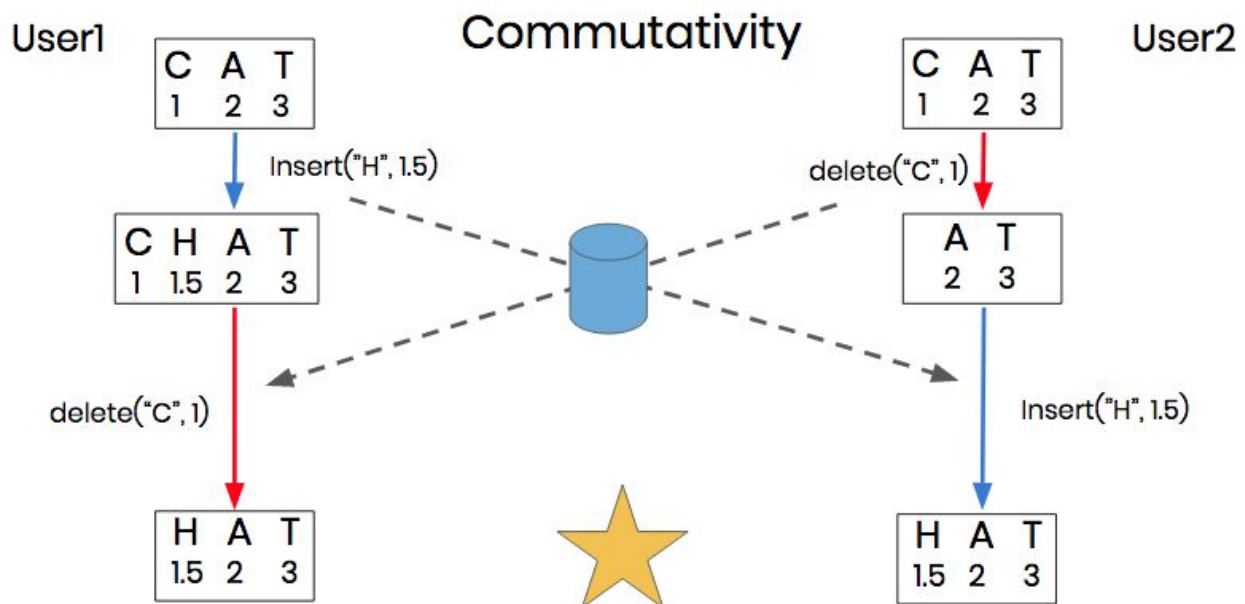 User1
Commutativity
User2
C A T
1 2 3
C A T
1 2 3
Insert("H", 1.5)
delete("C", 1)
C H A T
1 1.5 2 3
A T
2 3
delete("C", 1)
Insert("H", 1.5)
H A T
1.5 2 3
H A T
1.5 2 3